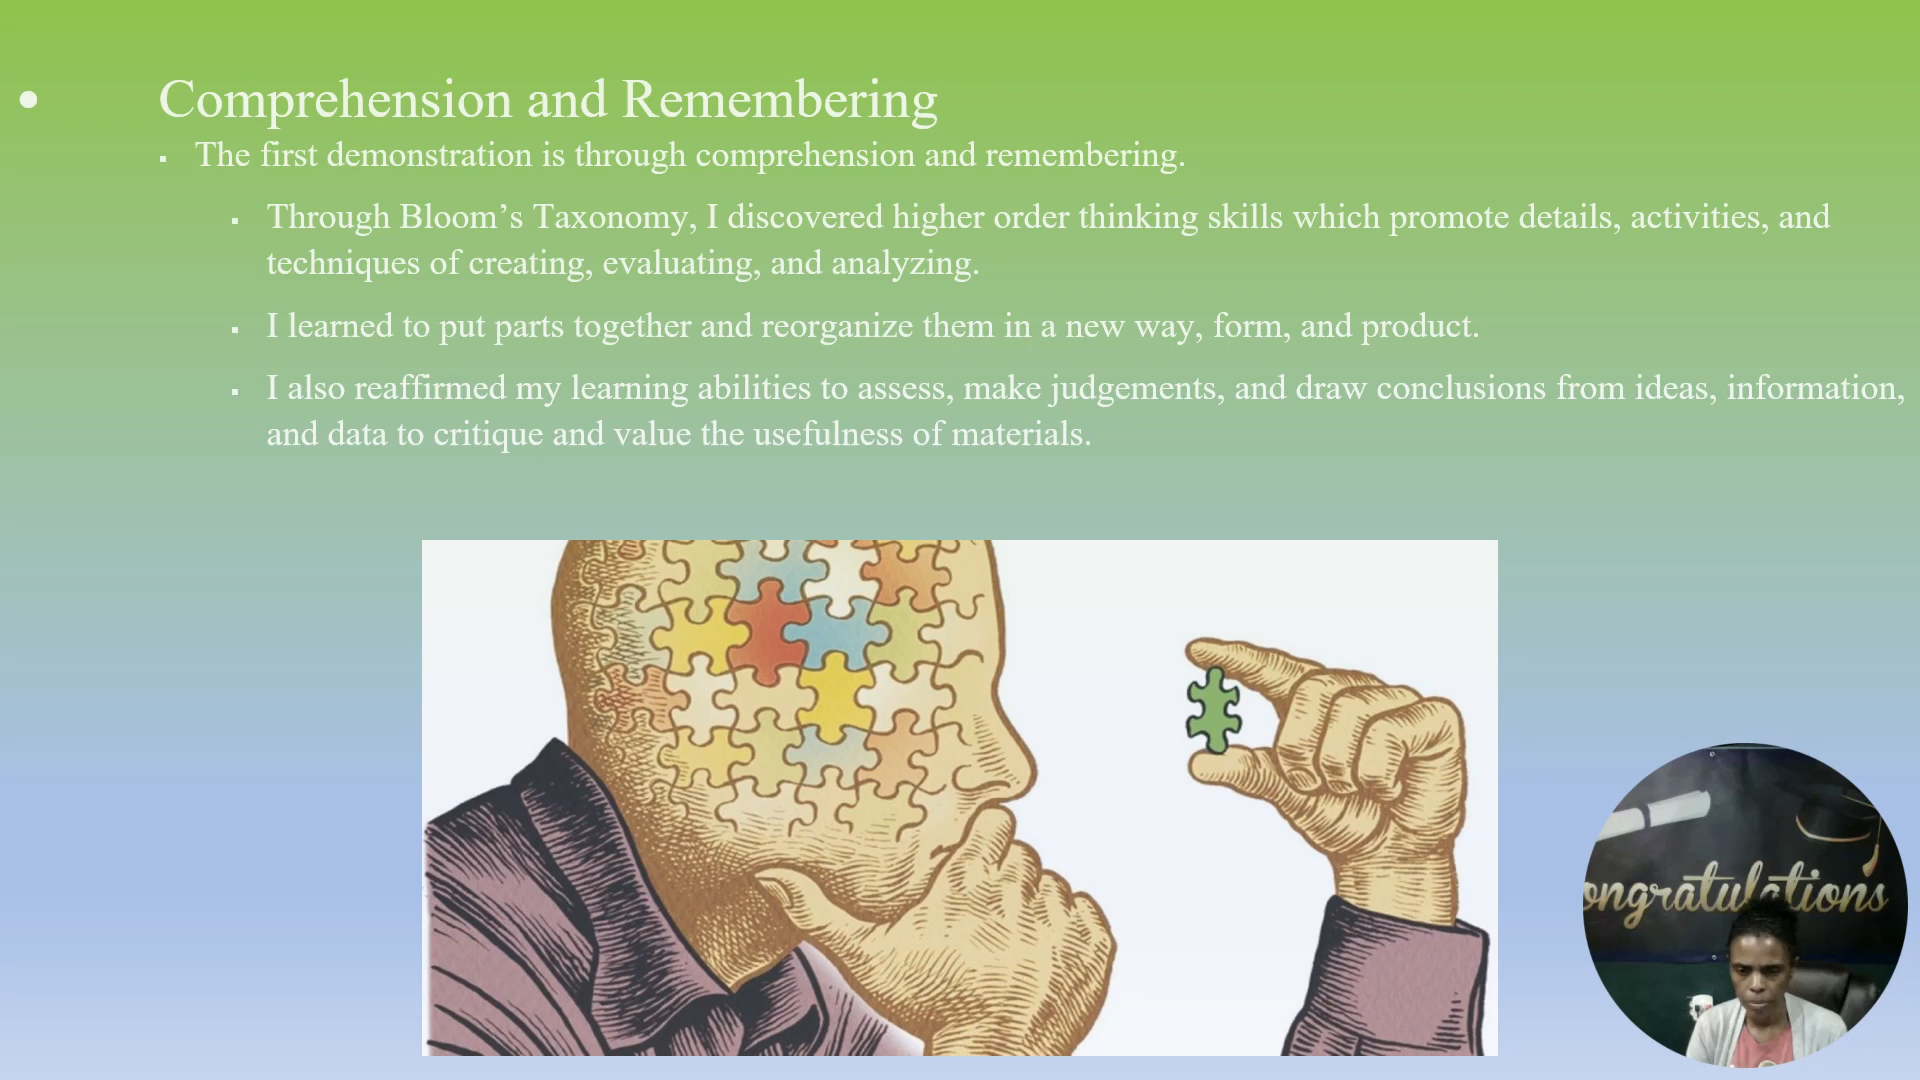 Comprehension and Remembering
The first demonstration is through comprehension and remembering.
Through Bloom’s Taxonomy, I discovered higher order thinking skills which promote details, activities, and
techniques of creating, evaluating, and analyzing.
I learned to put parts together and reorganize them in a new way, form, and product.
I also reaffirmed my learning abilities to assess, make judgements, and draw conclusions from ideas, information,
and data to critique and value the usefulness of materials.
ongratulations